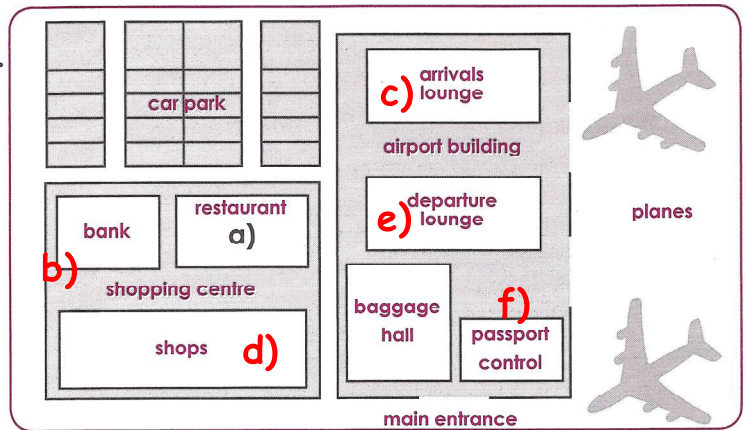 car park
arrivals
c) lounge
airport building
departure
e) lounge
planes
restaurant
bank
a)
b)
shopping centre
shops
d)
baggage
hall
f)
passport
control
main entrance